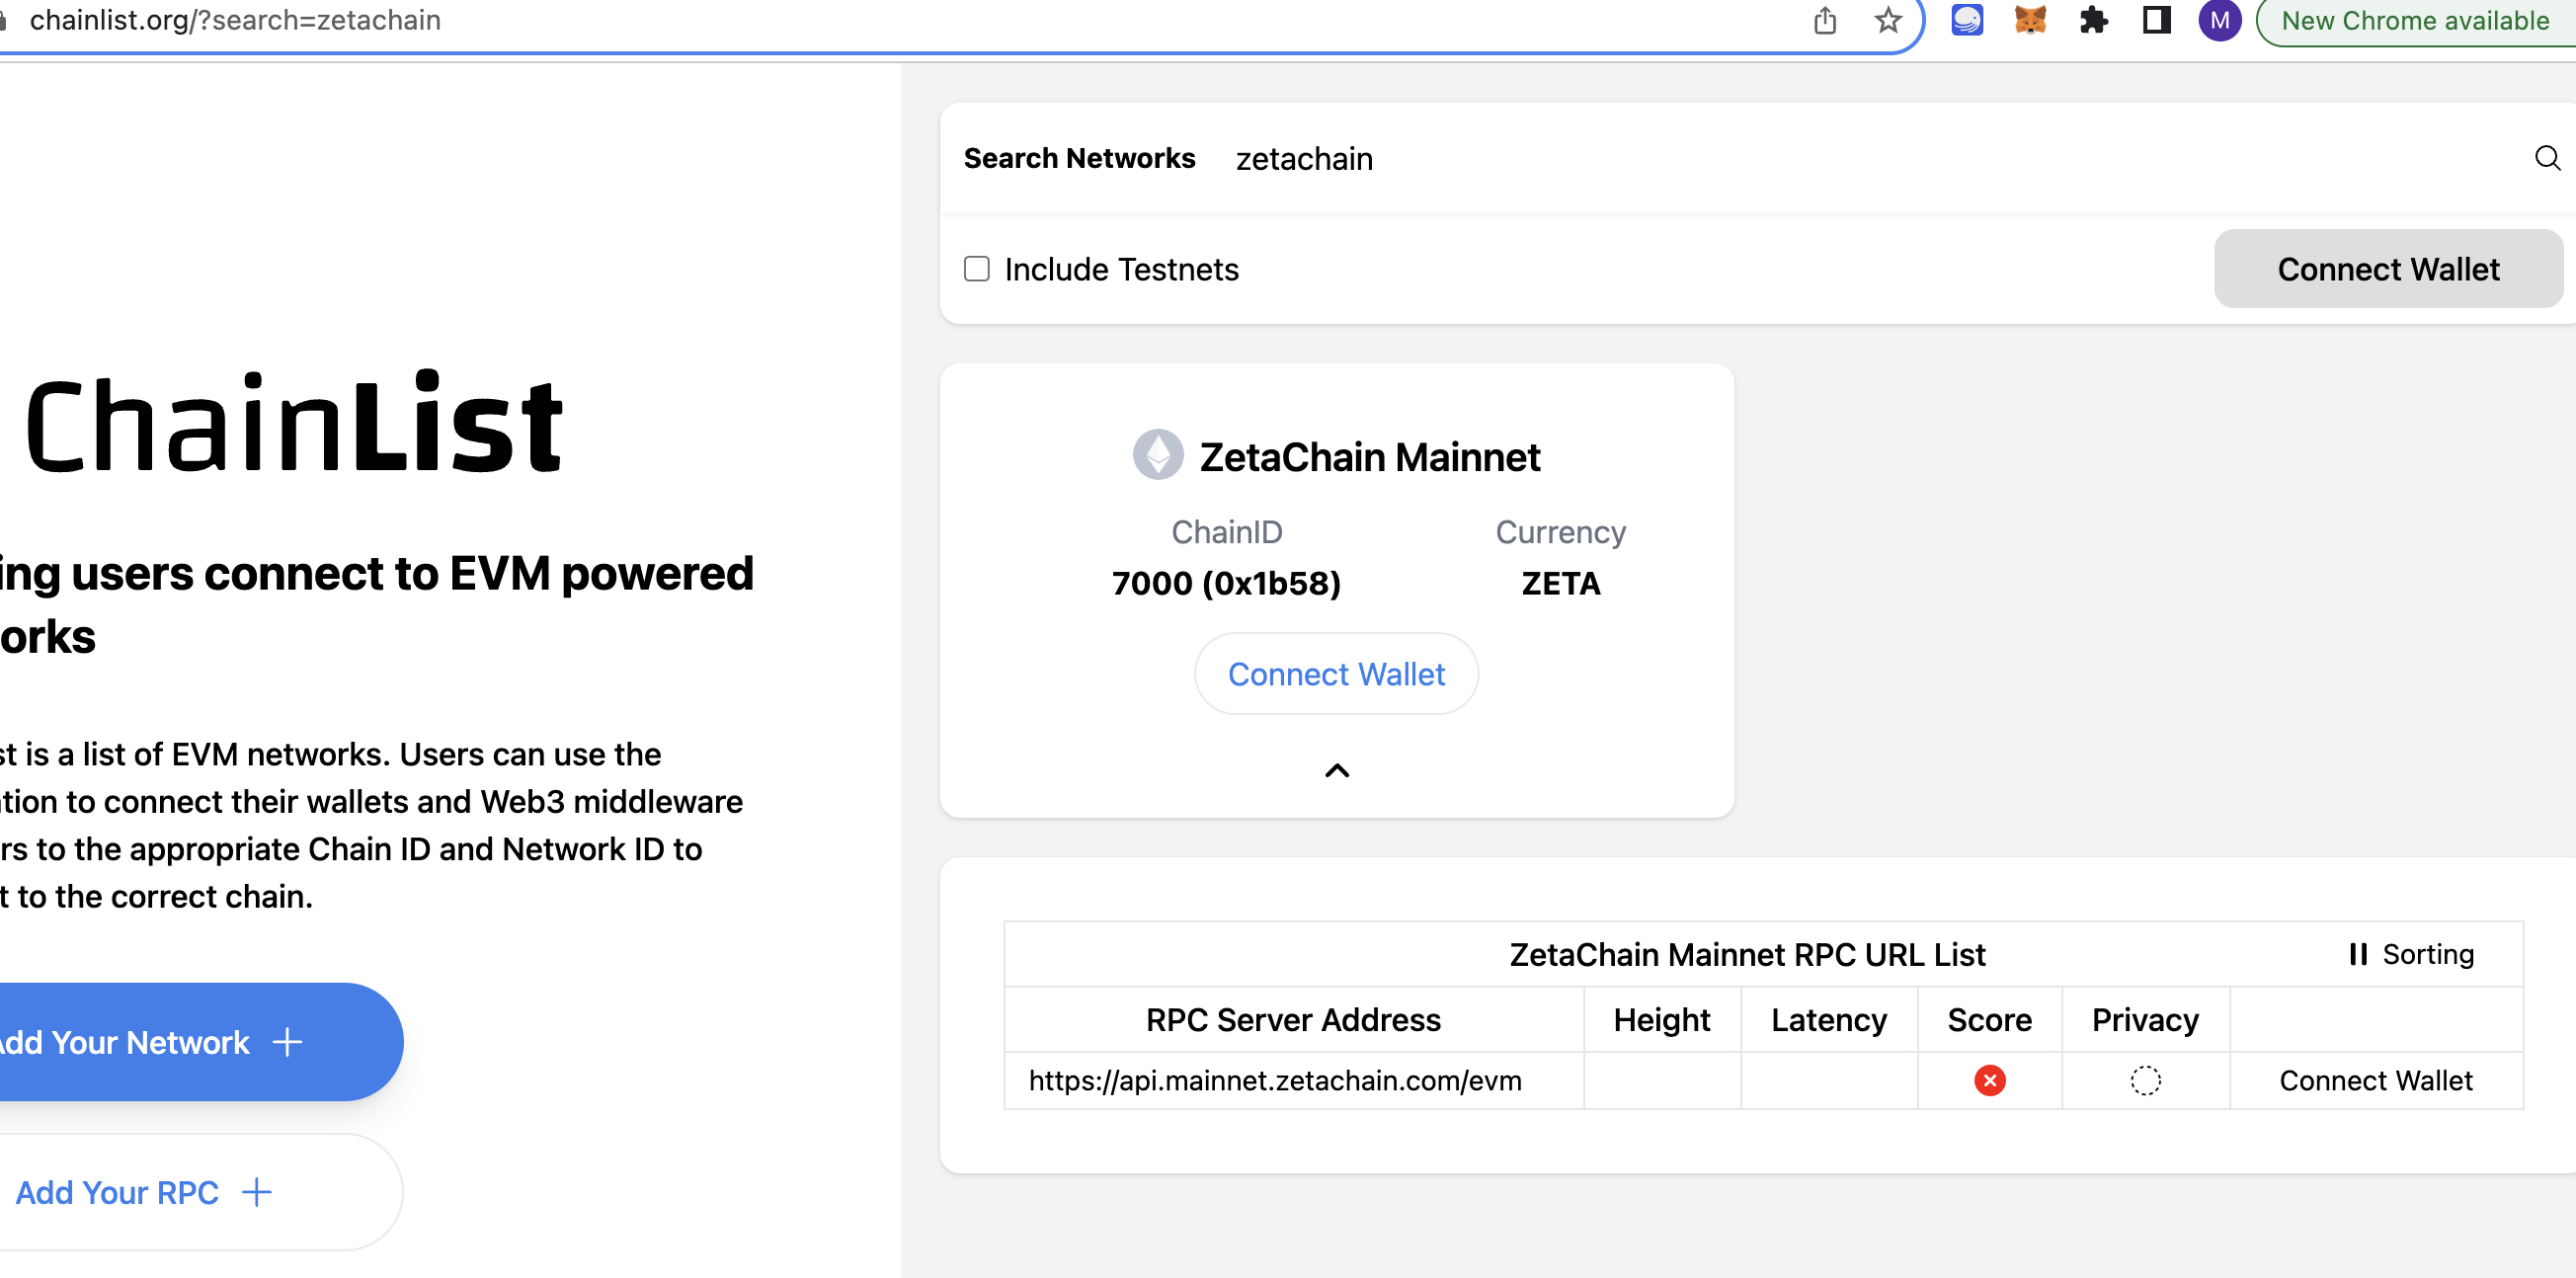 chainlist.org/?search=zetachain
M
New Chrome available
Search Networks zetachain
Include Testnets
Connect Wallet
ChainList
ing users connect to EVM powered
orks
st is a list of EVM networks. Users can use the
ation to connect their wallets and Web3 middleware
rs to the appropriate Chain ID and Network ID to
t to the correct chain.
Add Your Network
Add Your RPC
ZetaChain Mainnet
ChainID Currency
7000 (0x1b58) ZETA
Connect Wallet
ZetaChain Mainnet RPC URL List Sorting
RPC Server Address Height Latency Score Privacy
https://api.mainnet.zetachain.com/evm Connect Wallet